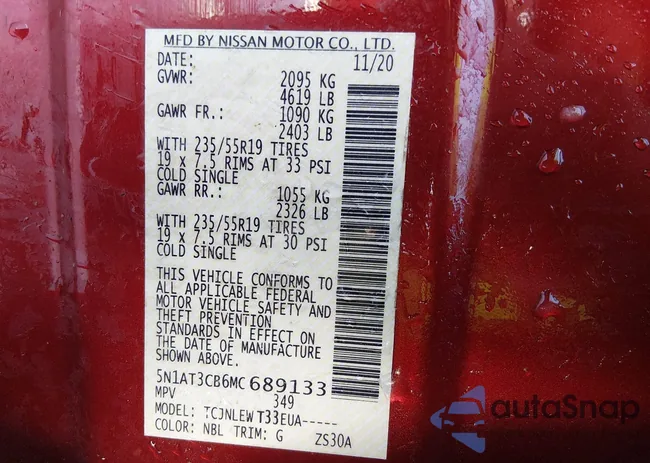 MFD BY NISSAN MOTOR CO., LTD.
DATE: 11/20
GVWR: 2095 KG
4619 LB
GAWR FR.: 1090 KG
2403 LB
WITH 235/55R19 TIRES
19 x 7.5 RIMS AT 33 PSI
COLD SINGLE
GAWR RR.: 1055 KG
2326 LB
WITH 235/55R19 TIRES
19 x 7.5 RIMS AT 30 PSI
COLD SINGLE
THIS VEHICLE CONFORMS TO
ALL APPLICABLE FEDERAL
MOTOR VEHICLE SAFETY AND
THEFT PREVENTION
STANDARDS IN EFFECT ON
THE DATE OF MANUFACTURE
SHOWN ABOVE.
5N1AT3CB6MC 689133
MPV 349
MODEL: TCJNLEW T33EUA-----
COLOR: NBL TRIM: G ZS30A
autoSnap